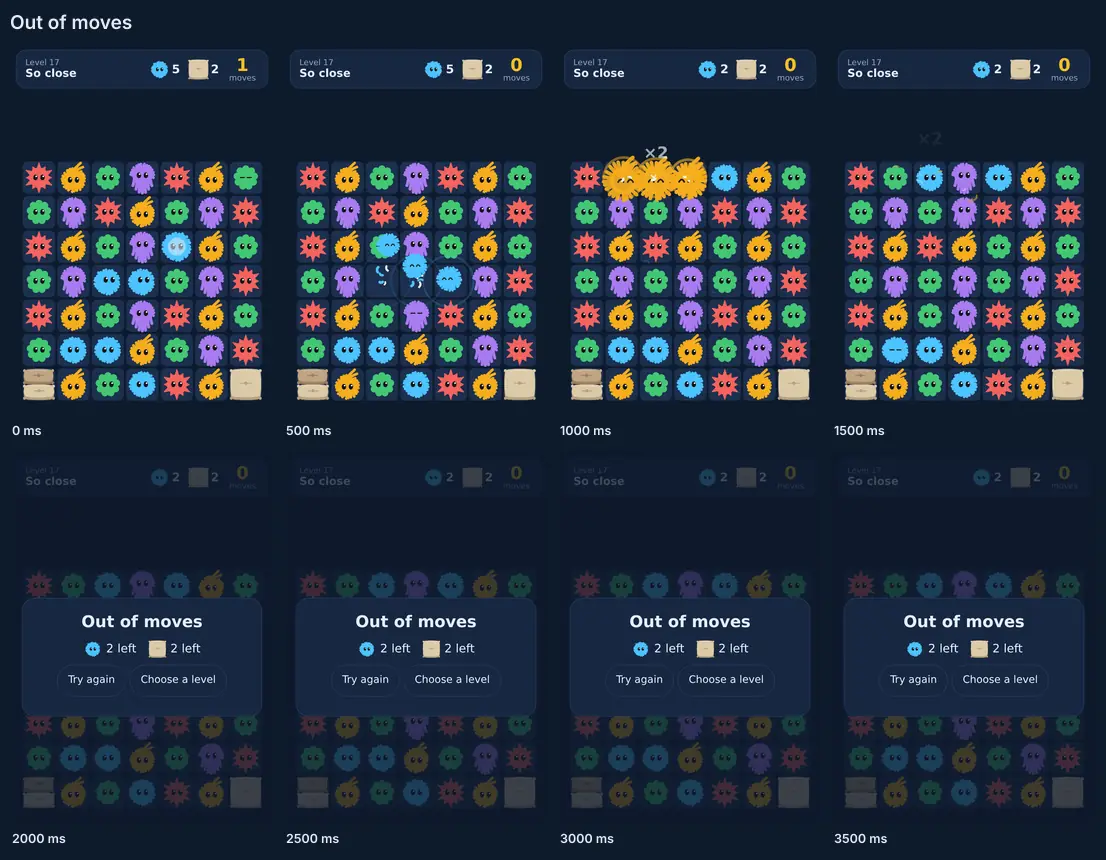 Out of moves
Level 17
So close
5
2
1
moves
Level 17
So close
5
2
0
moves
Level 17
So close
2
2
0
moves
Level 17
So close
2
2
0
moves
×2
×2
0 ms
500 ms
1000 ms
1500 ms
Level 17
So close
2
2
0
moves
Level 17
So close
2
2
0
moves
Level 17
So close
2
2
0
moves
Level 17
So close
2
2
0
moves
Out of moves
2 left
2 left
Try again
Choose a level
Out of moves
2 left
2 left
Try again
Choose a level
Out of moves
2 left
2 left
Try again
Choose a level
Out of moves
2 left
2 left
Try again
Choose a level
2000 ms
2500 ms
3000 ms
3500 ms